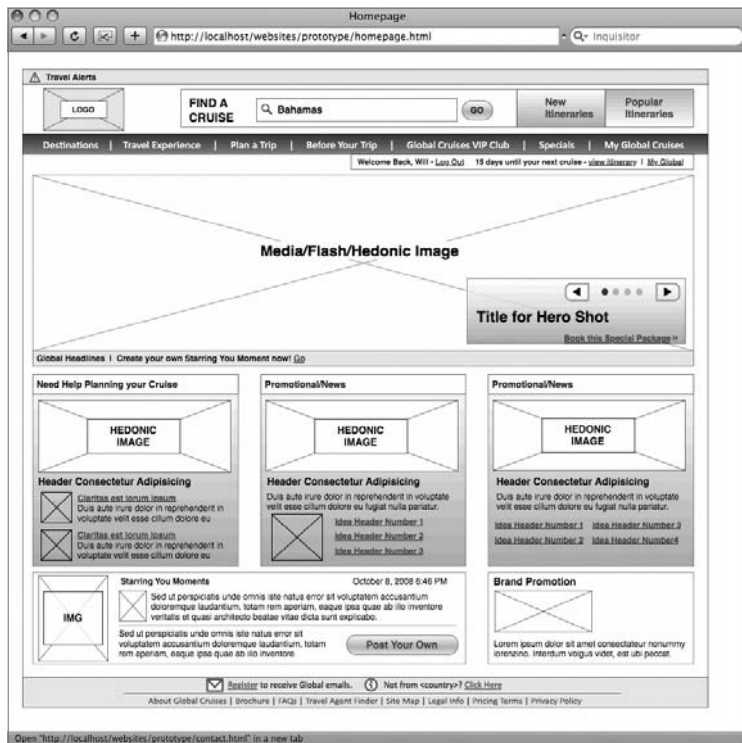 Homepage
http://localhost/websites/prototype/homepage.html
Inquisitor
Travel Alerts
LOGO
FIND A
CRUISE
Bahamas
GO
New
Itineraries
Popular
Itineraries
Destinations | Travel Experience | Plan a Trip | Before Your Trip | Global Cruises VIP Club | Specials | My Global Cruises
Welcome Back, Will - Log Out 15 days until your next cruise - view itinerary | My Global
Media/Flash/Hedonic Image
Title for Hero Shot
Book this Special Package »
Global Headlines | Create your own Starring You Moment now! Go
Need Help Planning your Cruise
HEDONIC
IMAGE
Header Consectetur Adipisicing
Claritas est lorum ipsum
Duis aute irure dolor in reprehenderit in
voluptate velit esse cillum dolore eu
Claritas est lorum ipsum
Duis aute irure dolor in reprehenderit in
voluptate velit esse cillum dolore eu
Promotional/News
HEDONIC
IMAGE
Header Consectetur Adipisicing
Duis aute irure dolor in reprehenderit in voluptate
velit esse cillum dolore eu fugiat nulla pariatur.
Idea Header Number 1
Idea Header Number 2
Idea Header Number 3
Promotional/News
HEDONIC
IMAGE
Header Consectetur Adipisicing
Duis aute irure dolor in reprehenderit in voluptate
velit esse cillum dolore eu fugiat nulla pariatur.
Idea Header Number 1 Idea Header Number 3
Idea Header Number 2 Idea Header Number4
IMG
Starring You Moments October 8, 2008 6:46 PM
Sed ut perspiciatis unde omnis iste natus error sit voluptatem accusantium
doloremque laudantium, totam rem aperiam, eaque ipsa quae ab illo inventore
veritatis et quasi architecto beatae vitae dicta sunt explicabo.
Sed ut perspiciatis unde omnis iste natus error sit
voluptatem accusantium doloremque laudantium, totam
rem aperiam, eaque ipsa quae ab illo inventore
Post Your Own
Brand Promotion
Lorem ipsum dolor sit amet consectateur nonummy
lorenzino. Interdum volgus videt, est ubi peccat.
Register to receive Global emails. Not from <country>? Click Here
About Global Cruises | Brochure | FAQs | Travel Agent Finder | Site Map | Legal Info | Pricing Terms | Privacy Policy
Open "http://localhost/websites/prototype/contact.html" in a new tab